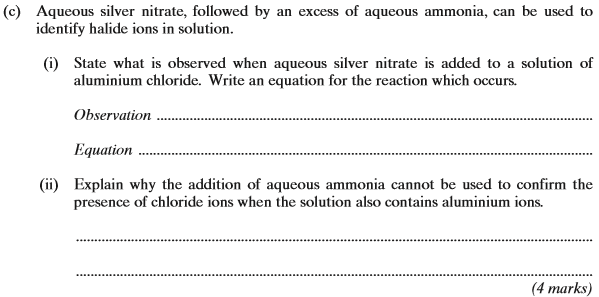 (c) Aqueous silver nitrate, followed by an excess of aqueous ammonia, can be used to
identify halide ions in solution.
(i) State what is observed when aqueous silver nitrate is added to a solution of
aluminium chloride. Write an equation for the reaction which occurs.
Observation ..........................................................................
Equation ..........................................................................
(ii) Explain why the addition of aqueous ammonia cannot be used to confirm the
presence of chloride ions when the solution also contains aluminium ions.
..........................................................................
..........................................................................
(4 marks)